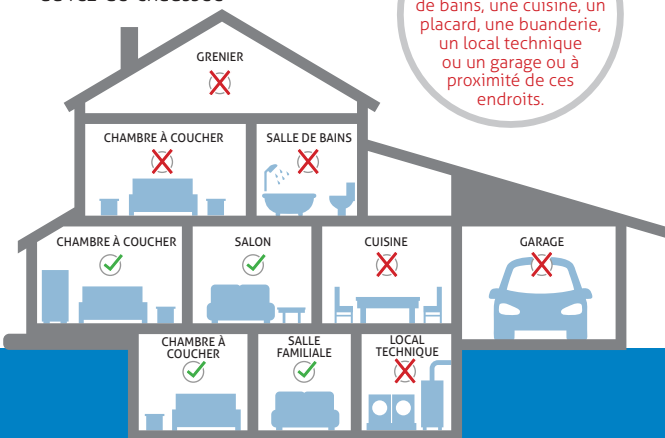 de bains, une cuisine, un
placard, une buanderie,
un local technique
ou un garage ou à
proximité de ces
endroits.
GRENIER
CHAMBRE À COUCHER
SALLE DE BAINS
CHAMBRE À COUCHER
SALON
CUISINE
GARAGE
CHAMBRE À
COUCHER
SALLE
FAMILIALE
LOCAL
TECHNIQUE